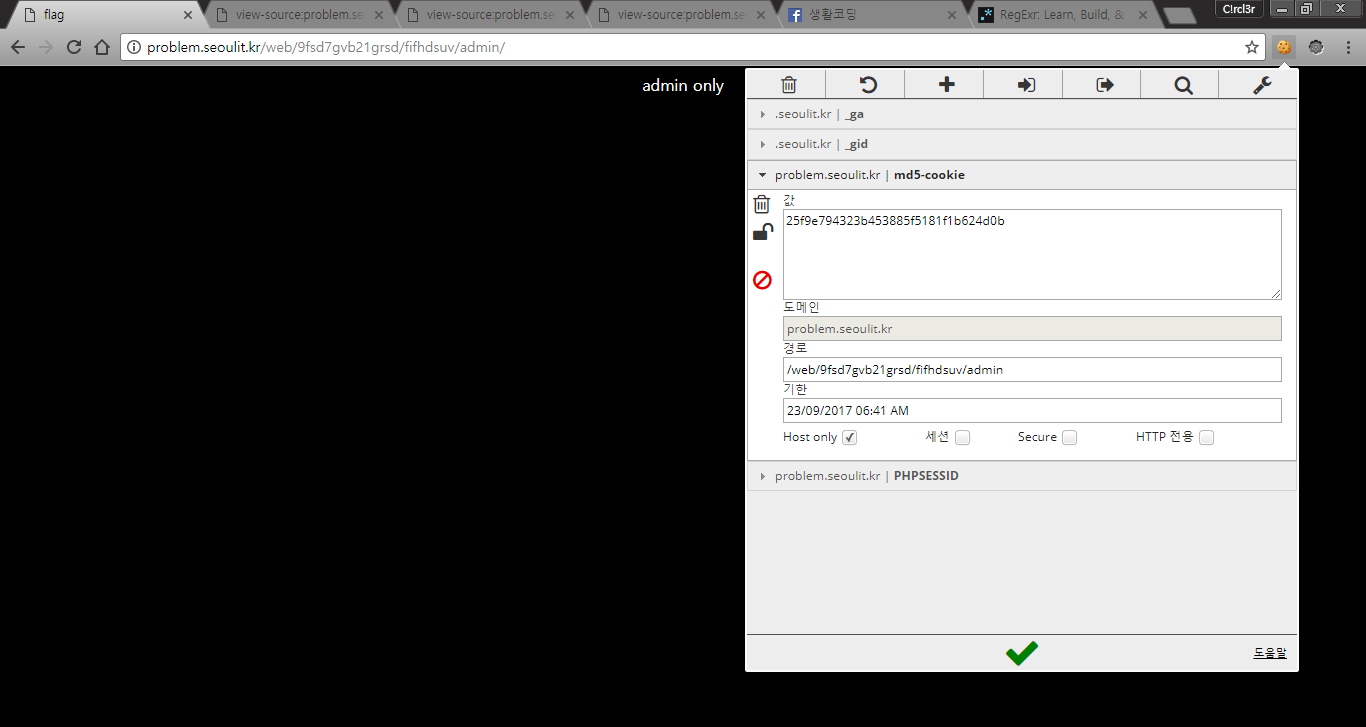 flag
view-source:problem.se
view-source:problem.se
view-source:problem.se
생활코딩
RegExr: Learn, Build, &
C!rcl3r
problem.seoulit.kr/web/9fsd7gvb21grsd/fifhdsuv/admin/
admin only
.seoulit.kr | _ga
.seoulit.kr | _gid
problem.seoulit.kr | md5-cookie
값
25f9e794323b453885f5181f1b624d0b
도메인
problem.seoulit.kr
경로
/web/9fsd7gvb21grsd/fifhdsuv/admin
기한
23/09/2017 06:41 AM
Host only 세션 Secure HTTP 전용
problem.seoulit.kr | PHPSESSID
도움말